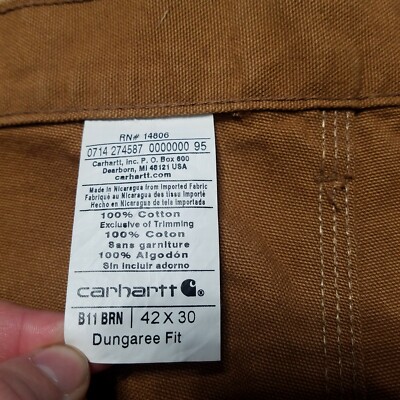 RN# 14806
0714 274587 0000000 95
Carhartt, Inc. P.O. Box 600
Dearborn, MI 48121 USA
carhartt.com
Made in Nicaragua from Imported Fabric
Fabriqué au Nicaragua des tissu importe
Hecho en Nicaragua de tela importada
100% Cotton
Exclusive of Trimming
100% Coton
Sans garniture
100% Algodón
Sin incluir adorno
carhartt
B11 BRN | 42 X 30
Dungaree Fit